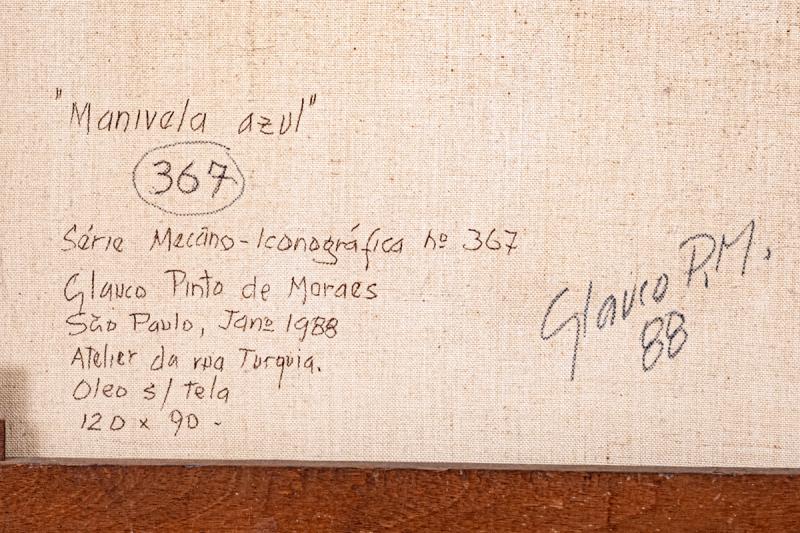 "Manivela azul"
367
Série Mecâno-Iconográfica nº 367
Glauco Pinto de Moraes
São Paulo, Janº 1988
Atelier da rua Turquia.
Oleo s/ tela
120 x 90 -
Glauco P.M.
88